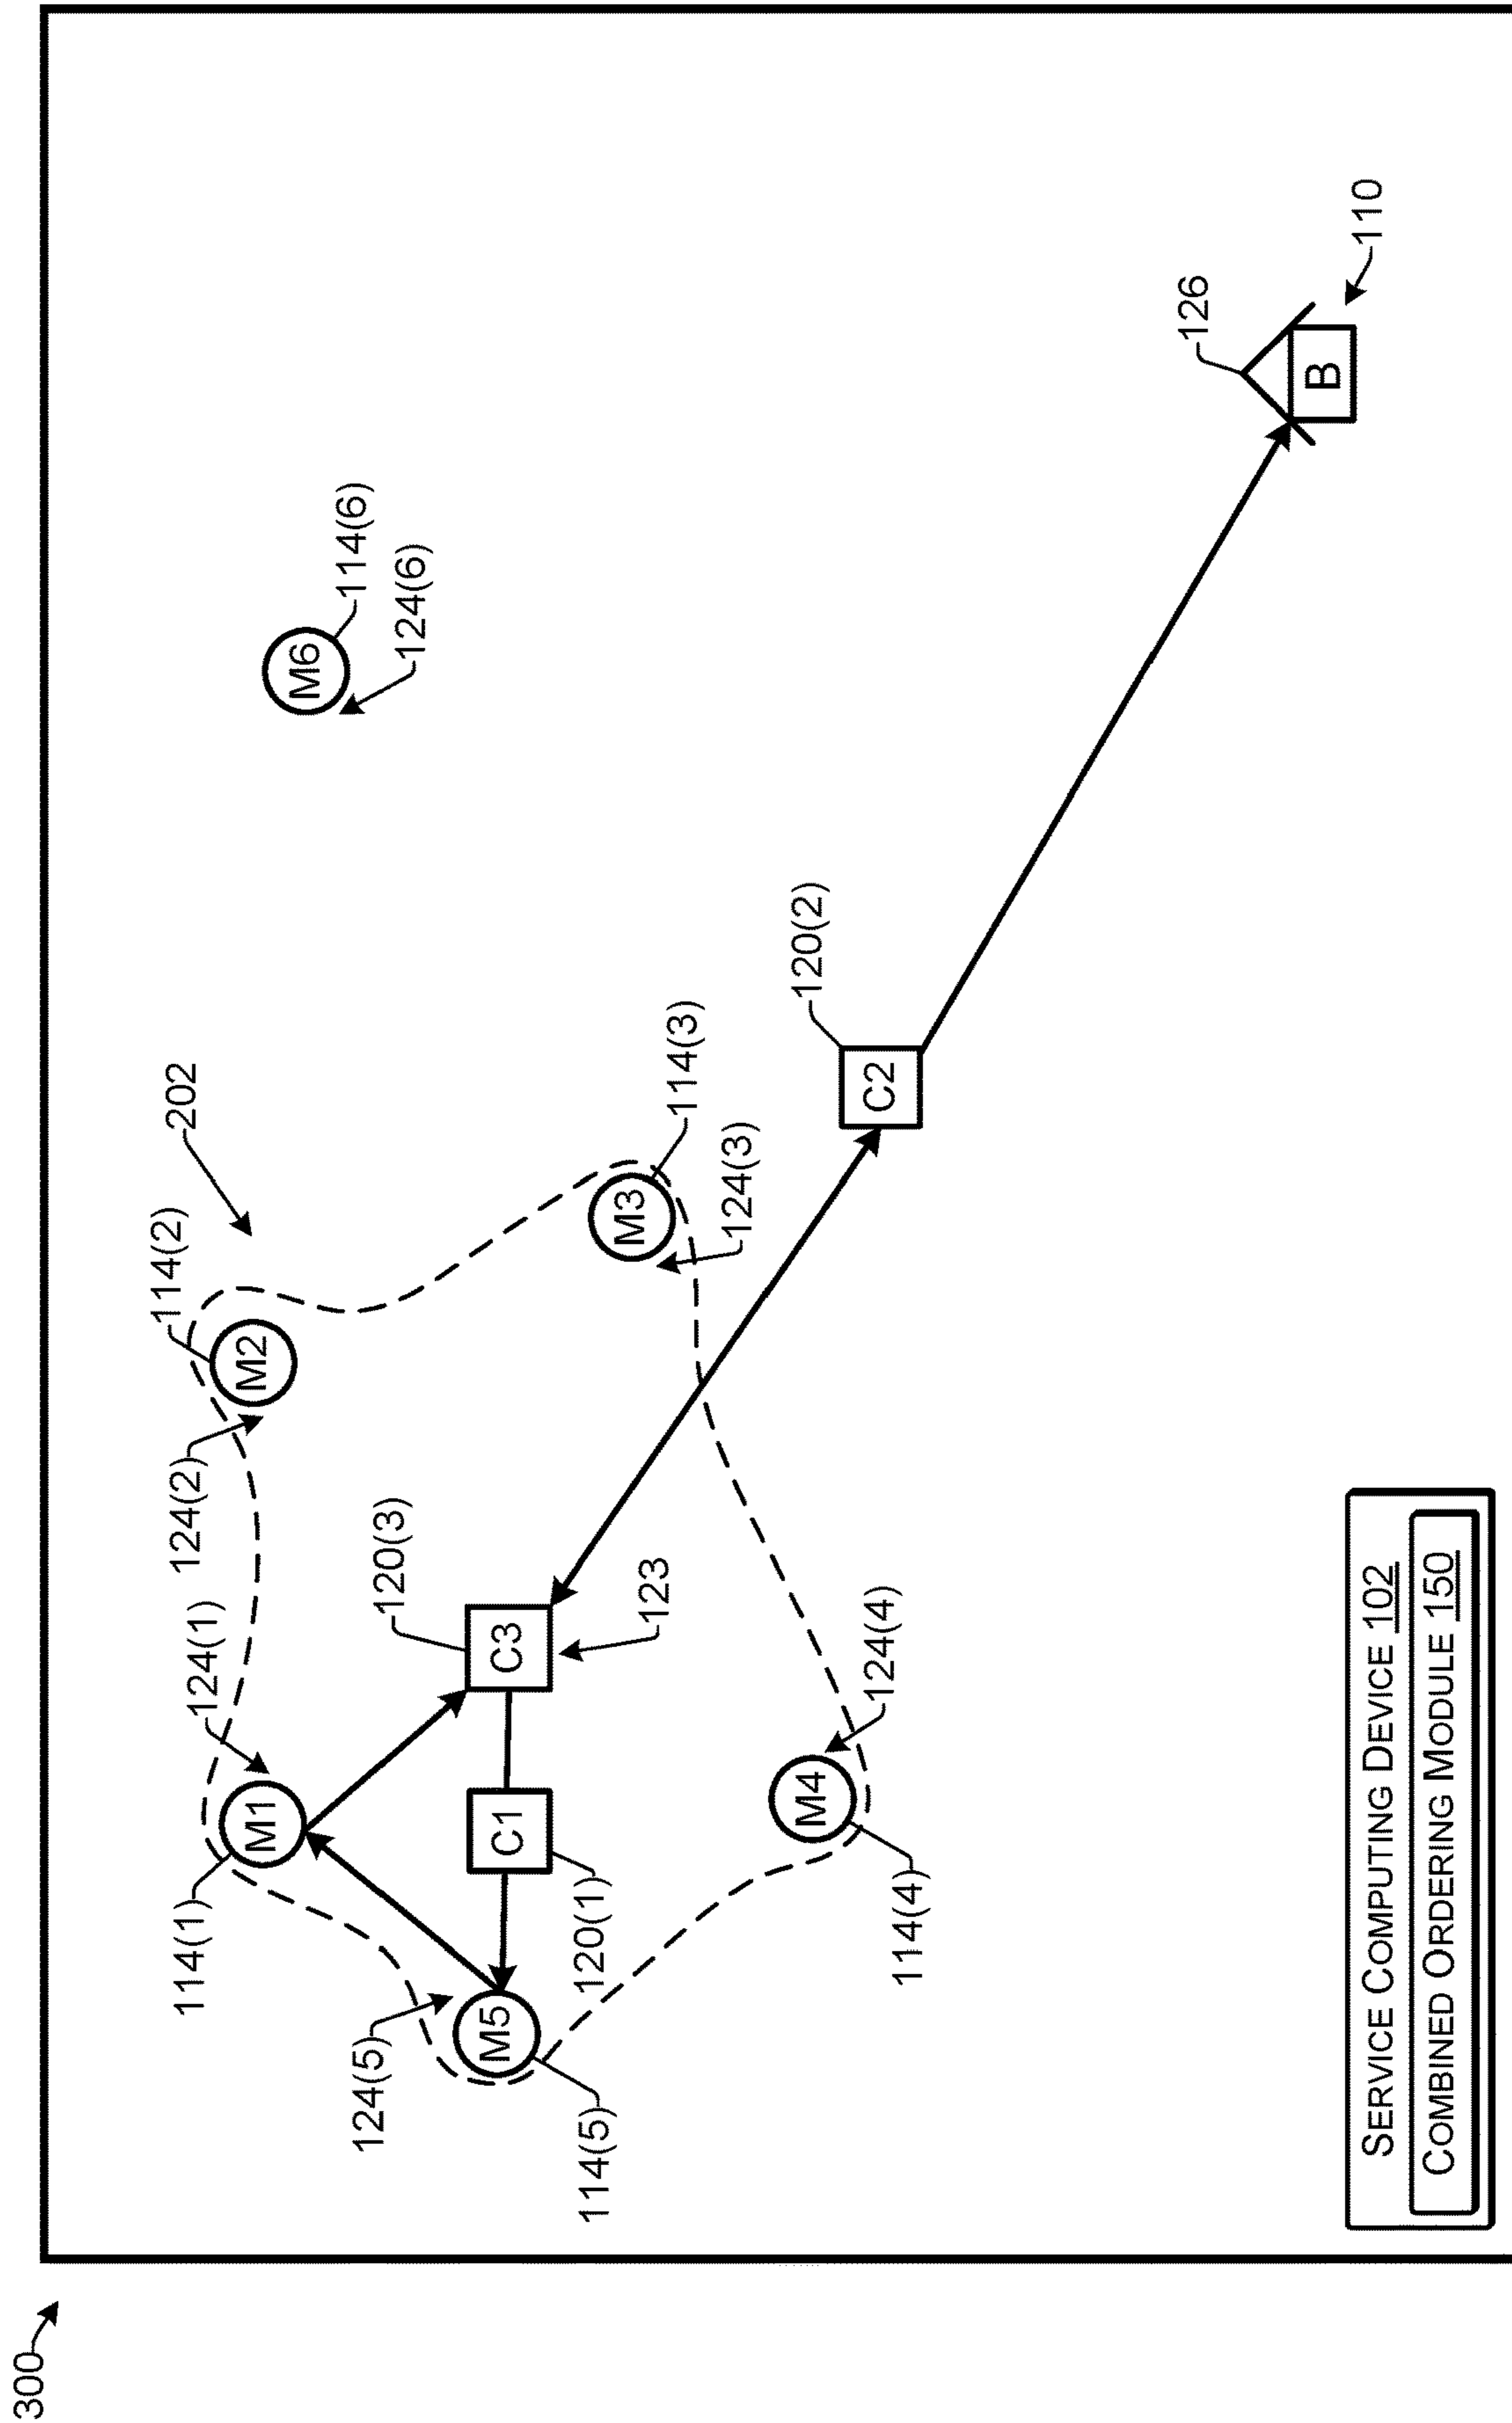 300
202
114(2)
M2
124(2)
124(1)
114(1)
M1
M6
114(6)
124(6)
120(3)
C3
123
C1
120(1)
124(5)
M5
114(5)
M3
114(3)
124(3)
120(2)
C2
M4
124(4)
114(4)
126
B
110
SERVICE COMPUTING DEVICE 102
COMBINED ORDERING MODULE 150